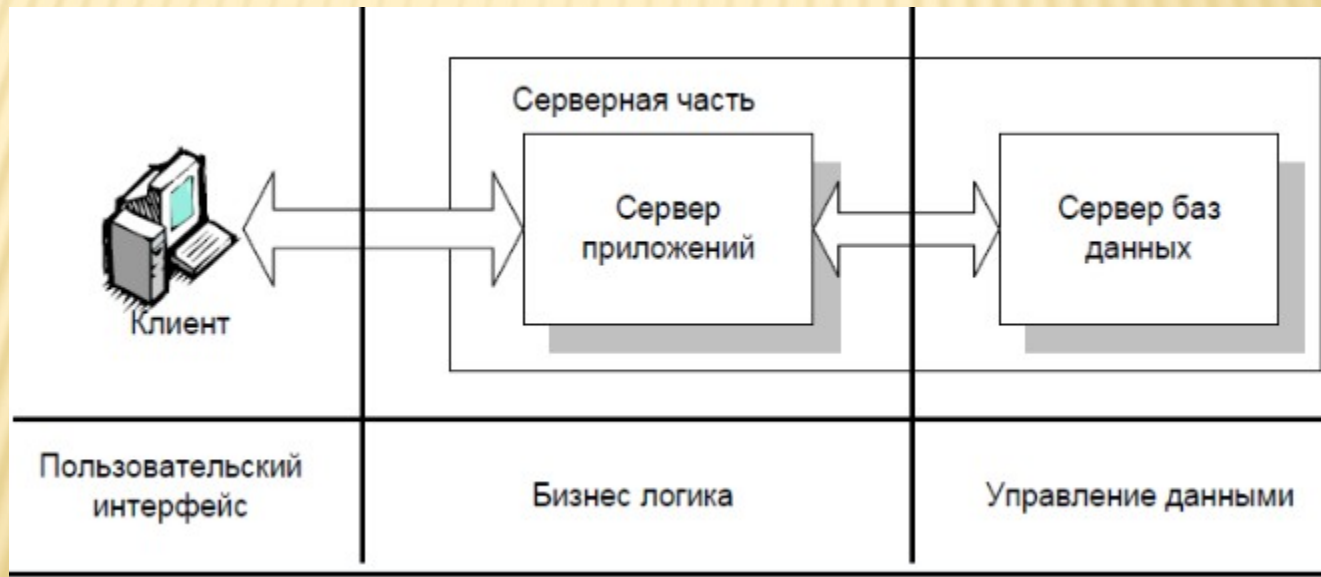 Серверная часть
Сервер
приложений
Сервер баз
данных
Клиент
Пользовательский
интерфейс
Бизнес логика
Управление данными